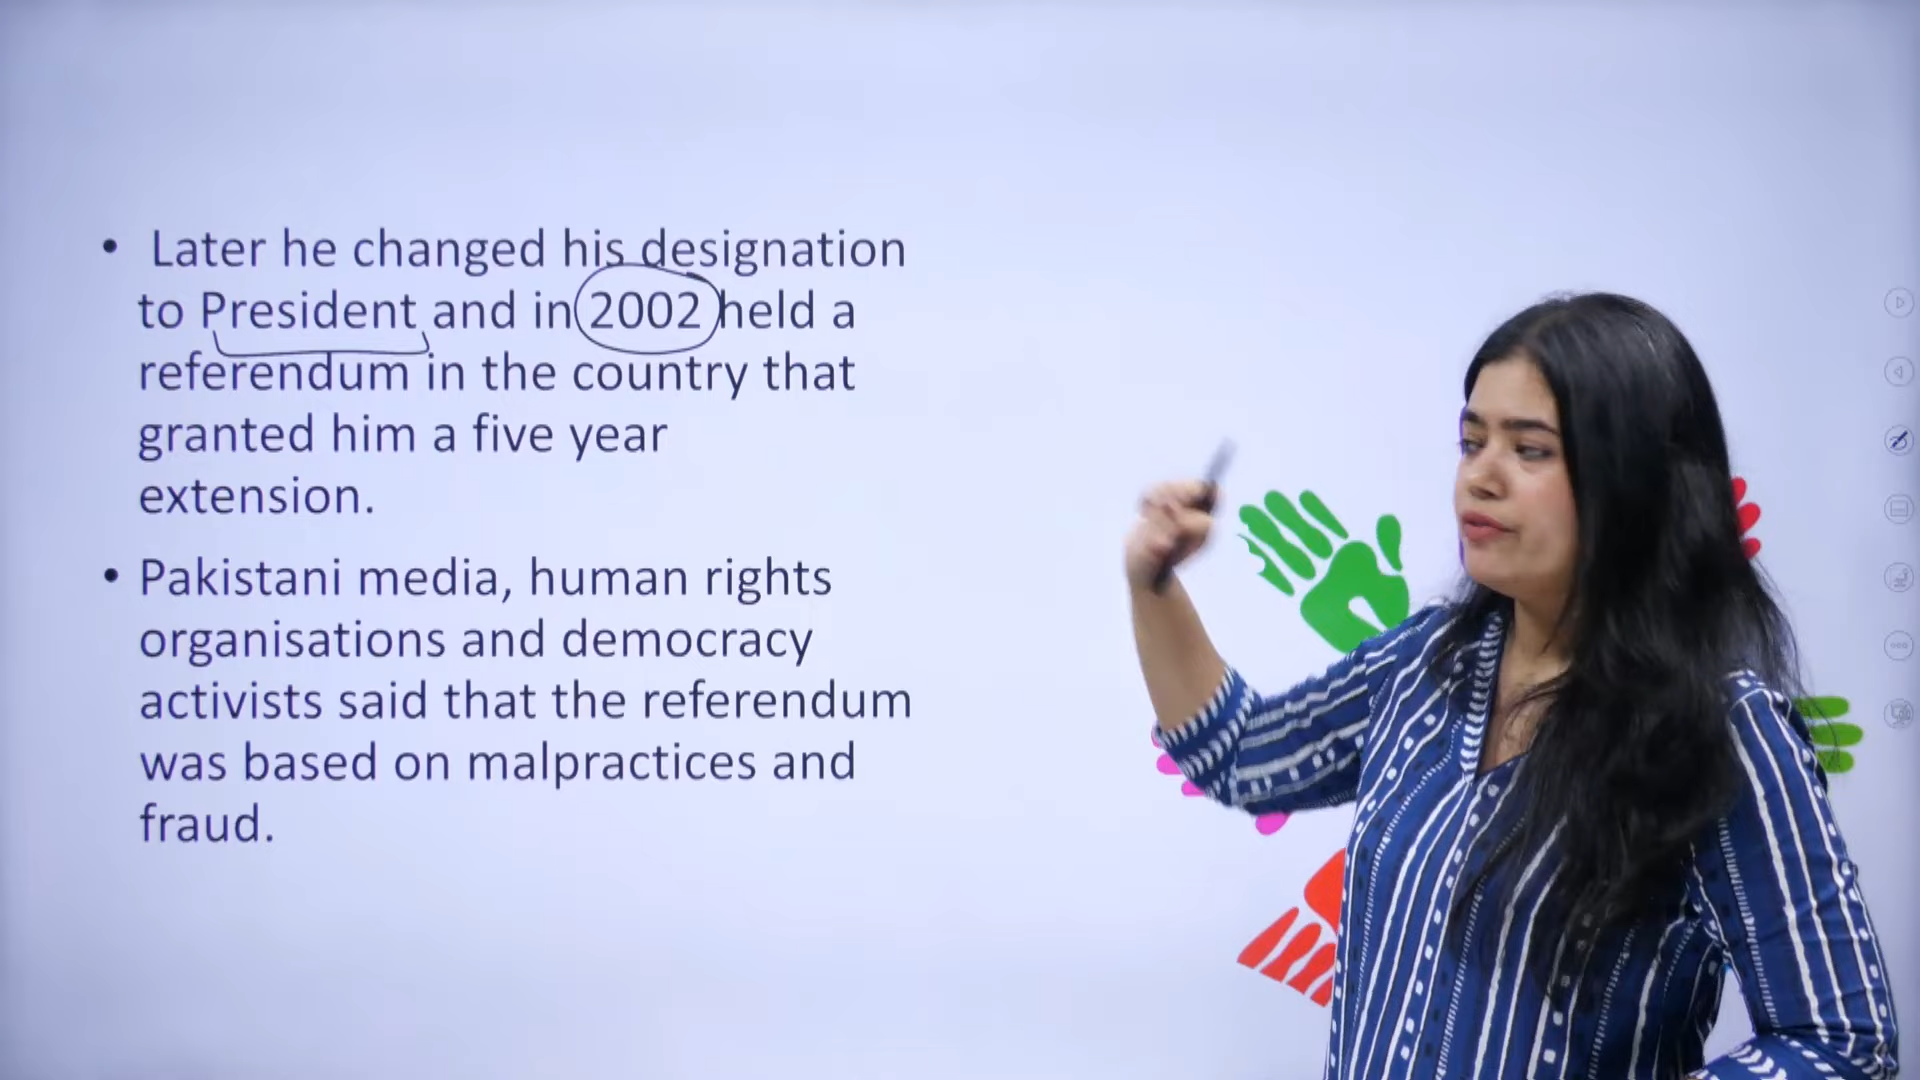 • Later he changed his designation
to President and in 2002 held a
referendum in the country that
granted him a five year
extension.
• Pakistani media, human rights
organisations and democracy
activists said that the referendum
was based on malpractices and
fraud.